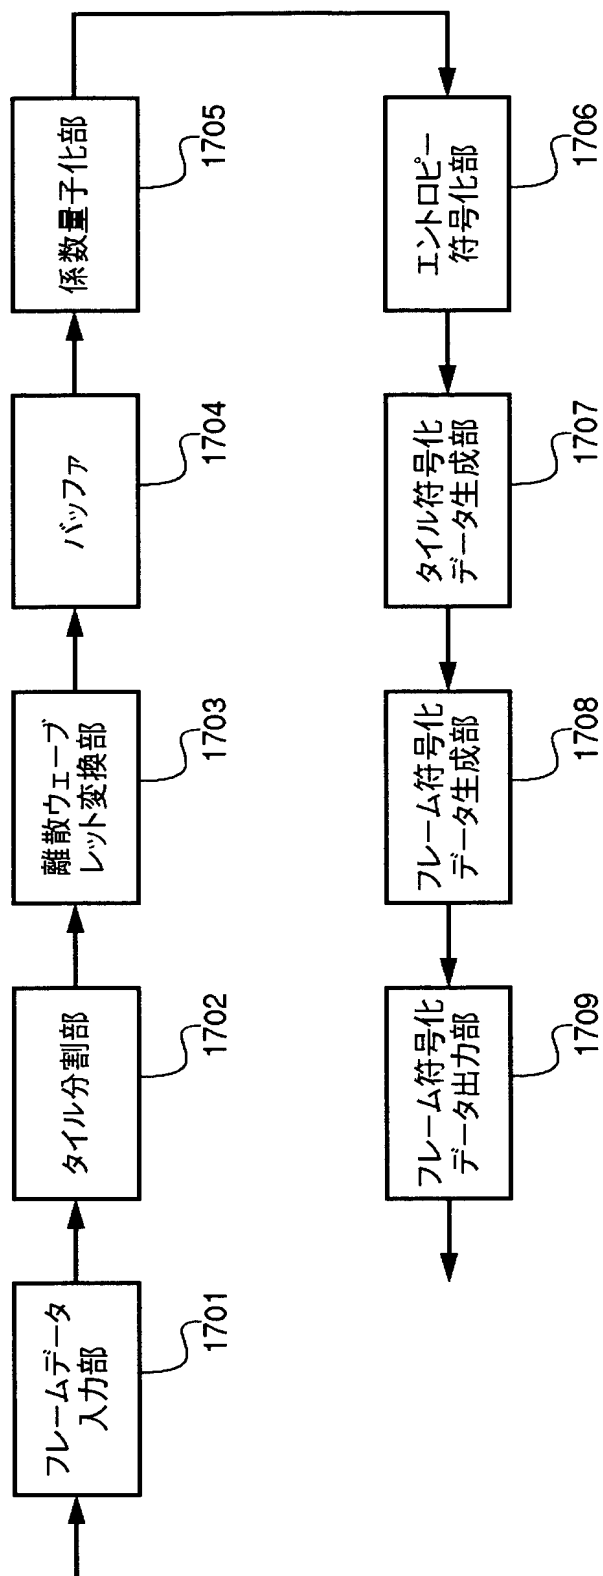 フレームデータ
入力部
1701
タイル分割部
1702
離散ウェーブ
レット変換部
1703
バッファ
1704
係数量子化部
1705
エントロピー
符号化部
1706
タイル符号化
データ生成部
1707
フレーム符号化
データ生成部
1708
フレーム符号化
データ出力部
1709